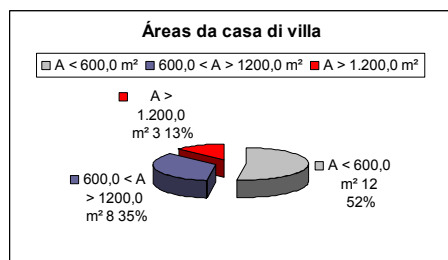 Áreas da casa di villa
A < 600,0 m² 600,0 < A > 1200,0 m² A > 1.200,0 m²
A >
1.200,0
m² 3 13%
A < 600,0
m² 12
52%
600,0 < A
> 1200,0
m² 8 35%